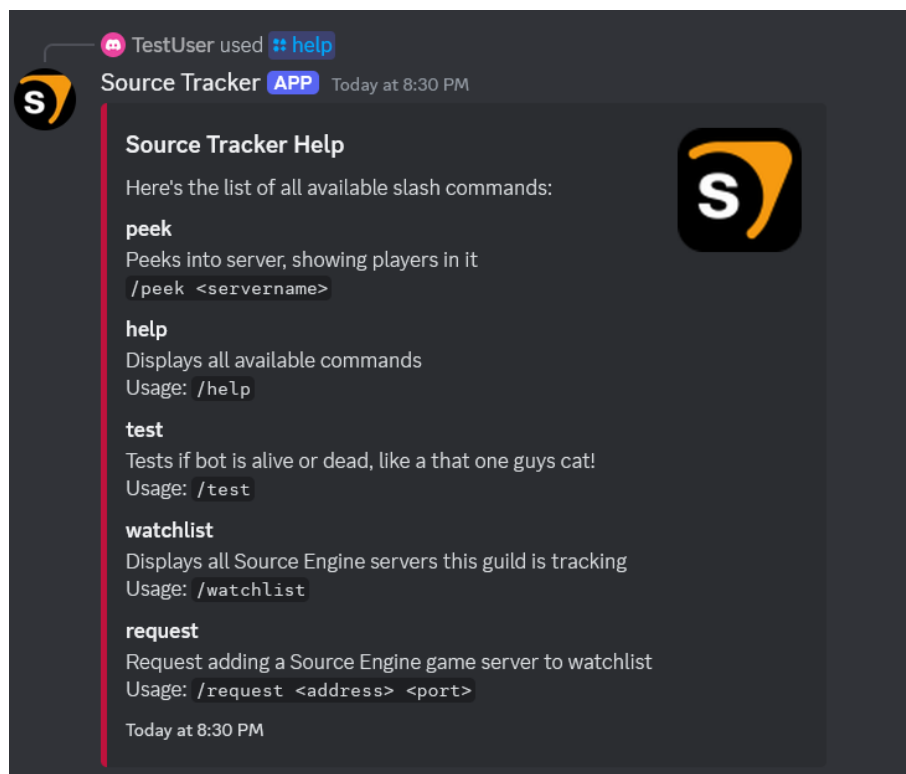 TestUser used help
Source Tracker APP Today at 8:30 PM
S
Source Tracker Help
S
Here's the list of all available slash commands:
peek
Peeks into server, showing players in it
/peek <servername>
help
Displays all available commands
Usage: /help
test
Tests if bot is alive or dead, like a that one guys cat!
Usage: /test
watchlist
Displays all Source Engine servers this guild is tracking
Usage: /watchlist
request
Request adding a Source Engine game server to watchlist
Usage: /request <address> <port>
Today at 8:30 PM